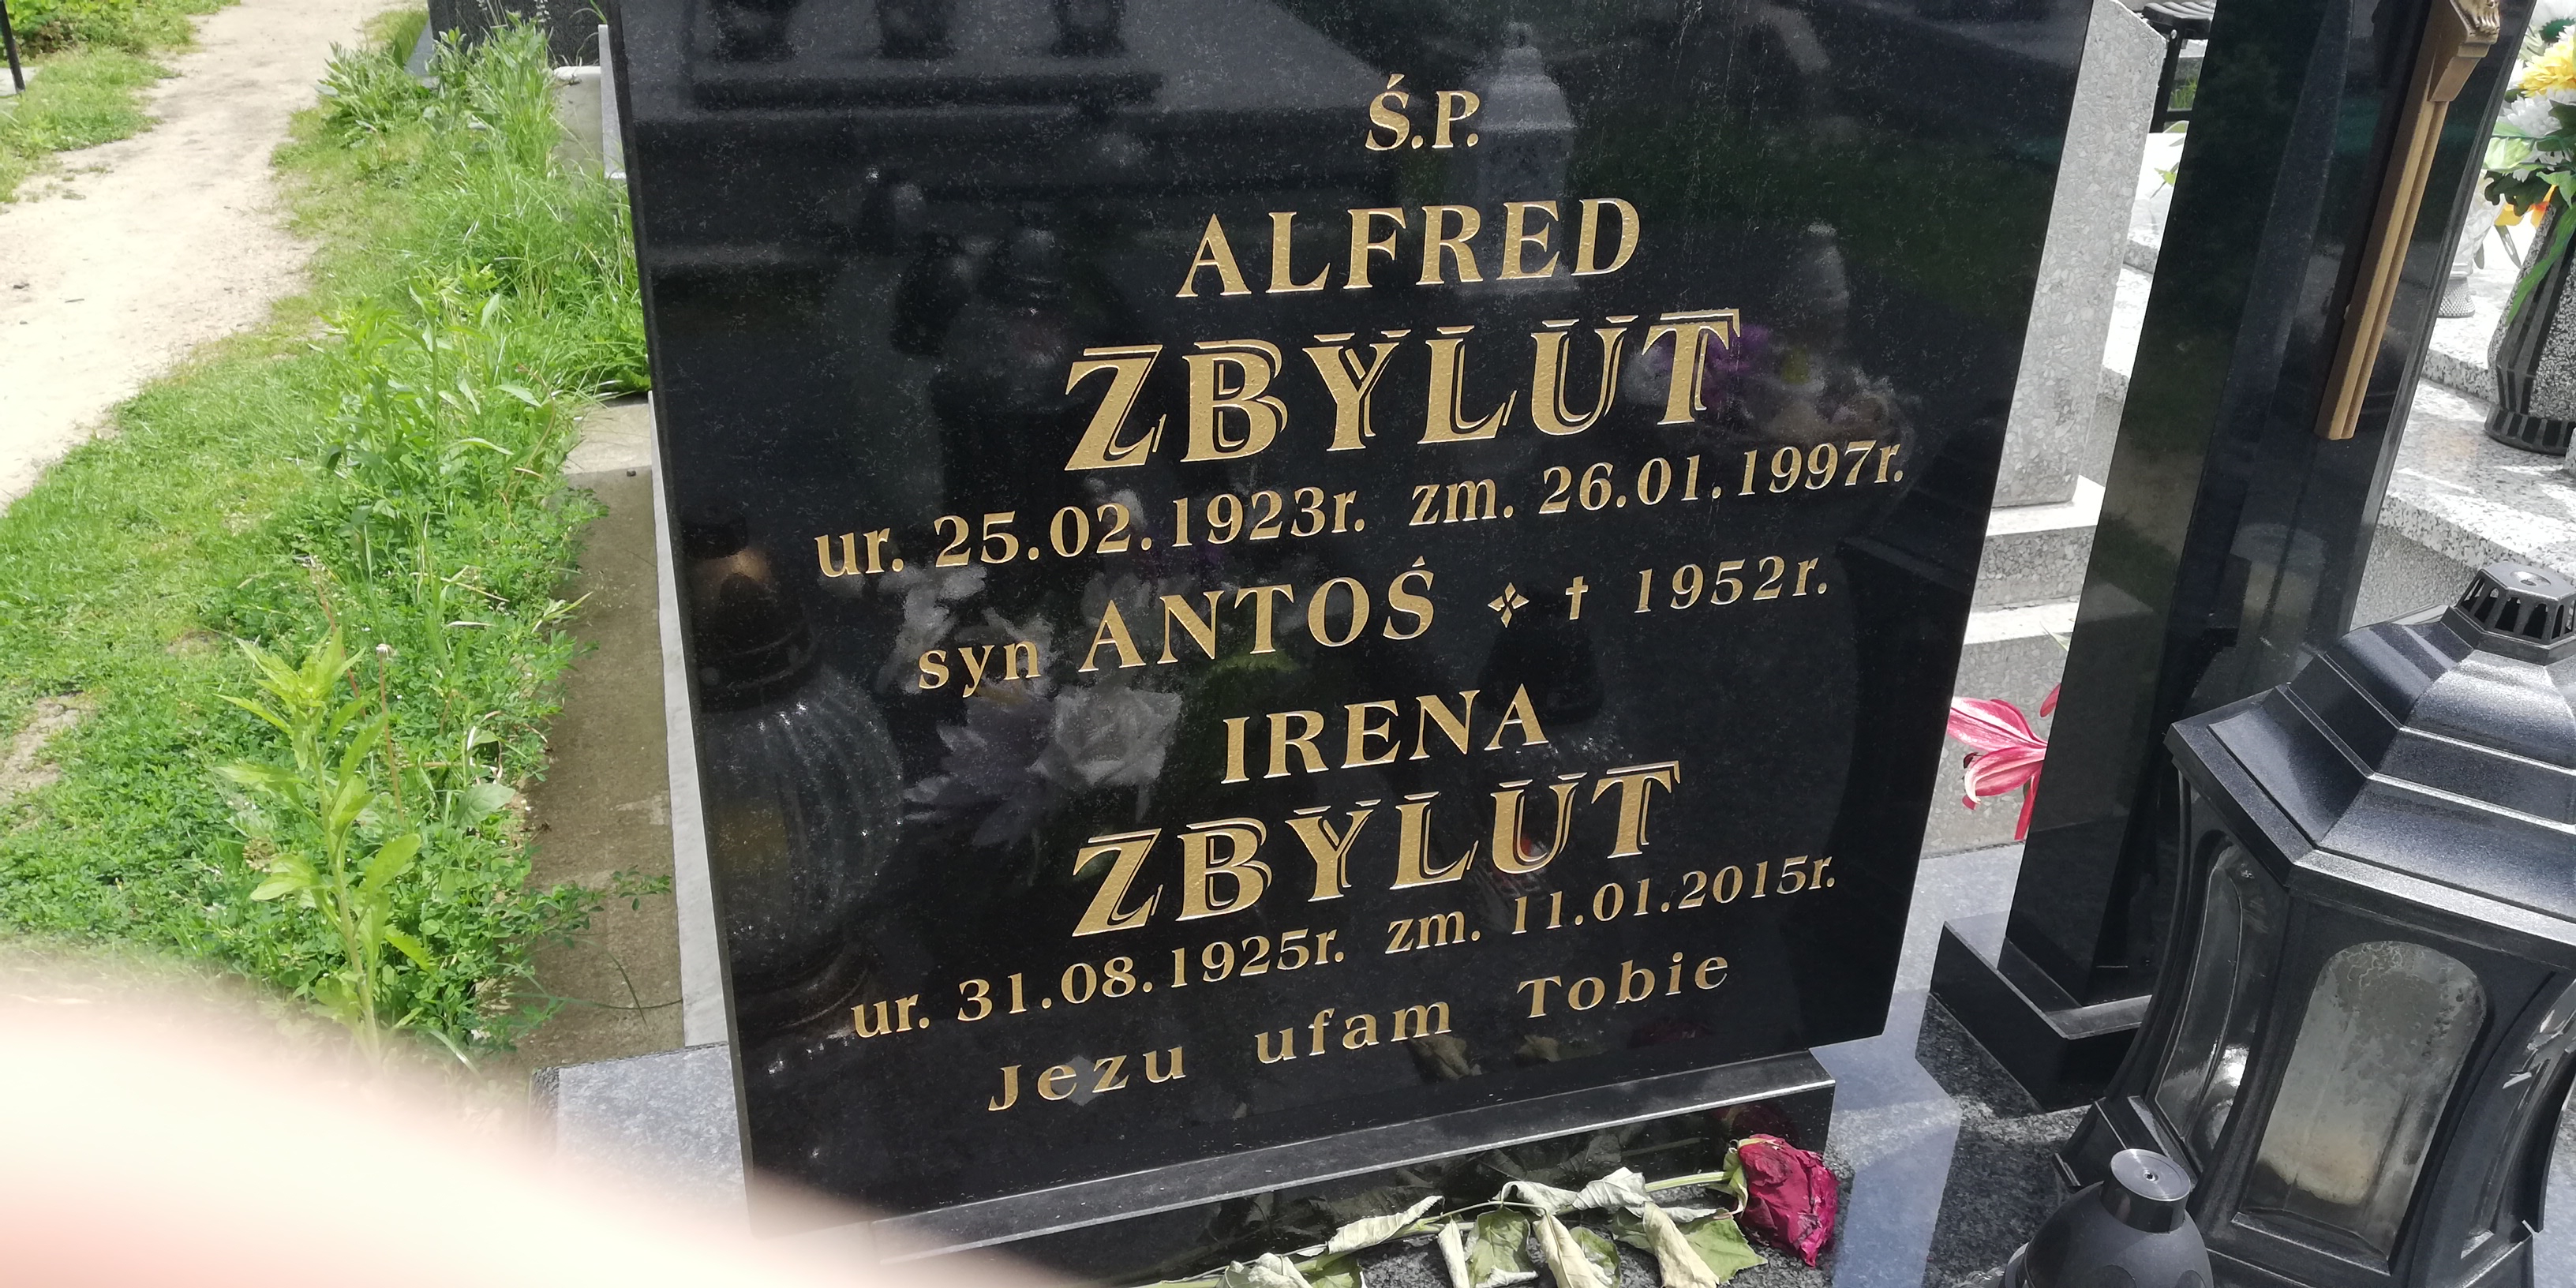 Ś.P.
ALFRED
ZBYLUT
ur. 25.02.1923r. zm. 26.01.1997r.
syn ANTOŚ ✢ † 1952r.
IRENA
ZBYLUT
ur. 31.08.1925r. zm. 11.01.2015r.
Jezu ufam Tobie